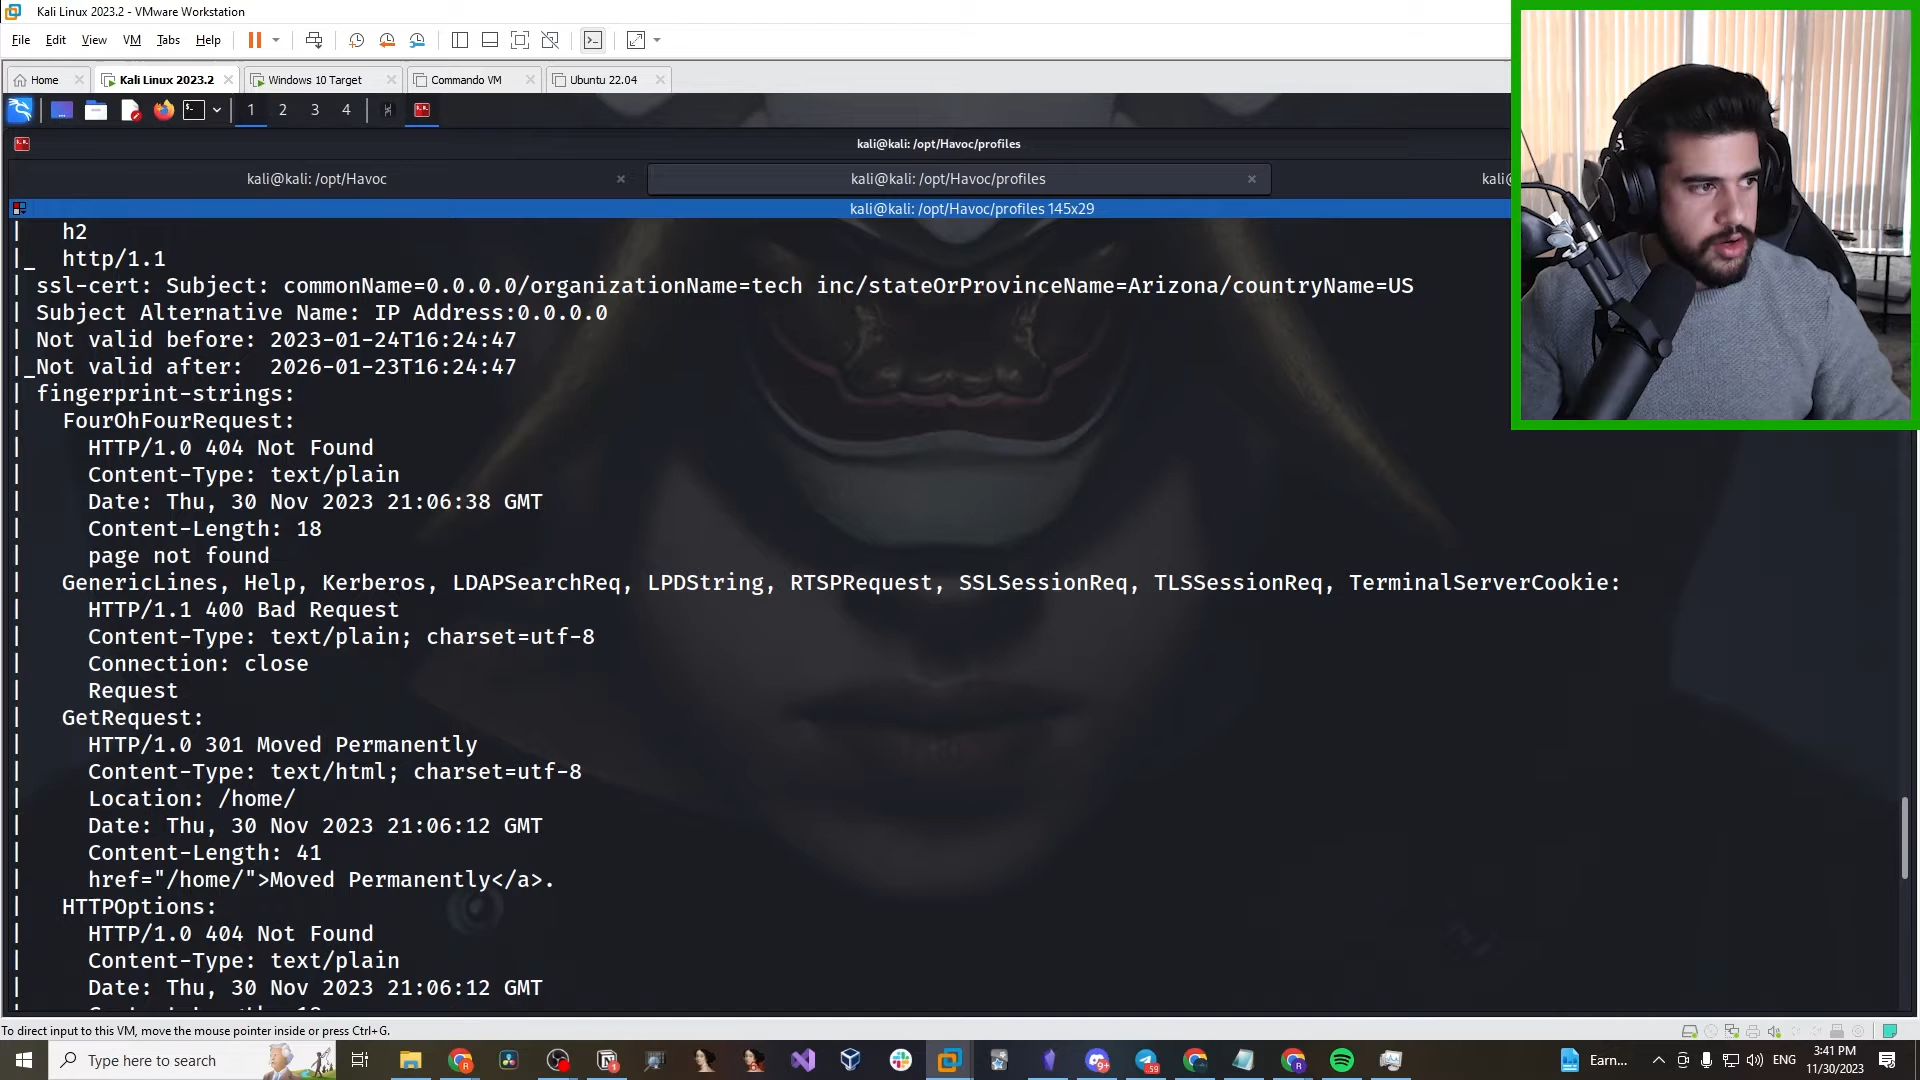 Kali Linux 2023.2 - VMware Workstation
File Edit View VM Tabs Help
Home Kali Linux 2023.2 Windows 10 Target Commando VM Ubuntu 22.04
1 2 3 4
kali@kali: /opt/Havoc/profiles
kali@kali: /opt/Havoc kali@kali: /opt/Havoc/profiles
kali@kali: /opt/Havoc/profiles 145x29
|   h2
|_  http/1.1
| ssl-cert: Subject: commonName=0.0.0.0/organizationName=tech inc/stateOrProvinceName=Arizona/countryName=US
| Subject Alternative Name: IP Address:0.0.0.0
| Not valid before: 2023-01-24T16:24:47
|_Not valid after:  2026-01-23T16:24:47
| fingerprint-strings:
|   FourOhFourRequest:
|     HTTP/1.0 404 Not Found
|     Content-Type: text/plain
|     Date: Thu, 30 Nov 2023 21:06:38 GMT
|     Content-Length: 18
|     page not found
|   GenericLines, Help, Kerberos, LDAPSearchReq, LPDString, RTSPRequest, SSLSessionReq, TLSSessionReq, TerminalServerCookie:
|     HTTP/1.1 400 Bad Request
|     Content-Type: text/plain; charset=utf-8
|     Connection: close
|     Request
|   GetRequest:
|     HTTP/1.0 301 Moved Permanently
|     Content-Type: text/html; charset=utf-8
|     Location: /home/
|     Date: Thu, 30 Nov 2023 21:06:12 GMT
|     Content-Length: 41
|     href="/home/">Moved Permanently</a>.
|   HTTPOptions:
|     HTTP/1.0 404 Not Found
|     Content-Type: text/plain
|     Date: Thu, 30 Nov 2023 21:06:12 GMT
To direct input to this VM, move the mouse pointer inside or press Ctrl+G.
Type here to search
Earn... ENG 3:41 PM
11/30/2023